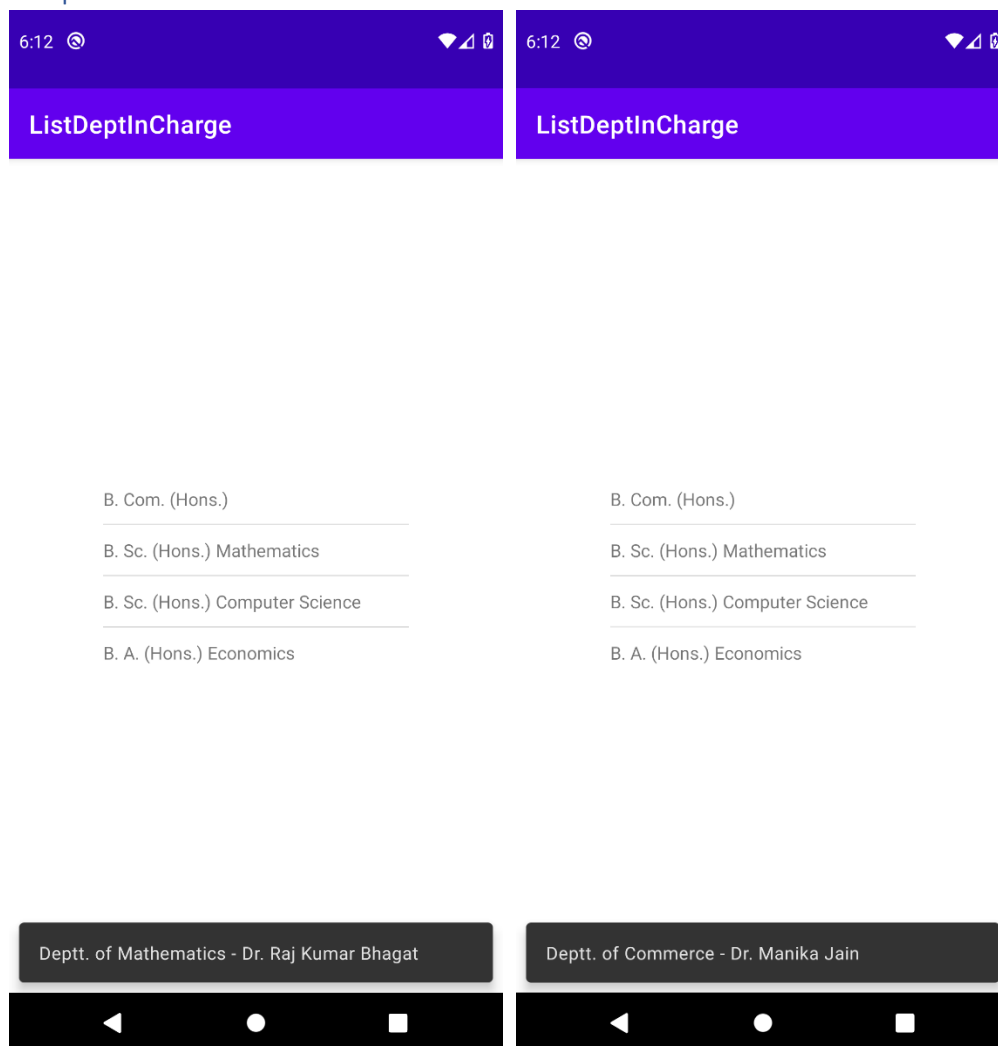 6:12
ListDeptInCharge
B. Com. (Hons.)
B. Sc. (Hons.) Mathematics
B. Sc. (Hons.) Computer Science
B. A. (Hons.) Economics
Deptt. of Mathematics - Dr. Raj Kumar Bhagat
6:12
ListDeptInCharge
B. Com. (Hons.)
B. Sc. (Hons.) Mathematics
B. Sc. (Hons.) Computer Science
B. A. (Hons.) Economics
Deptt. of Commerce - Dr. Manika Jain